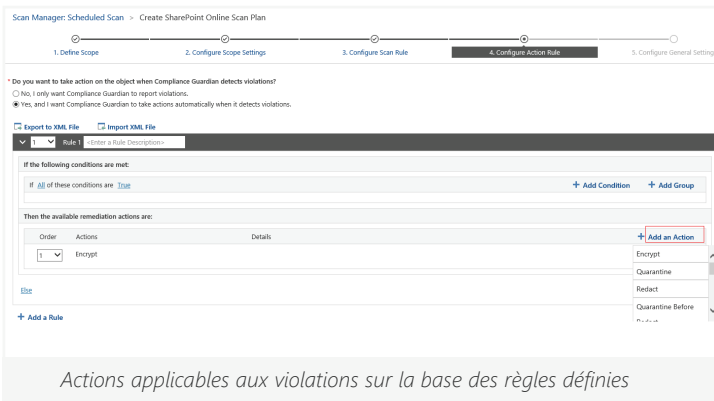 Scan Manager: Scheduled Scan > Create SharePoint Online Scan Plan
1. Define Scope
2. Configure Scope Settings
3. Configure Scan Rule
4. Configure Action Rule
5. Configure General Setting
* Do you want to take action on the object when Compliance Guardian detects violations?
No, I only want Compliance Guardian to report violations.
Yes, and I want Compliance Guardian to take actions automatically when it detects violations.
Export to XML File Import XML File
1 Rule 1 <Enter a Rule Description>
If the following conditions are met:
If All of these conditions are True + Add Condition + Add Group
Then the available remediation actions are:
Order Actions Details + Add an Action
1 Encrypt
Encrypt
Quarantine
Redact
Quarantine Before
Redact
Else
+ Add a Rule
Actions applicables aux violations sur la base des règles définies